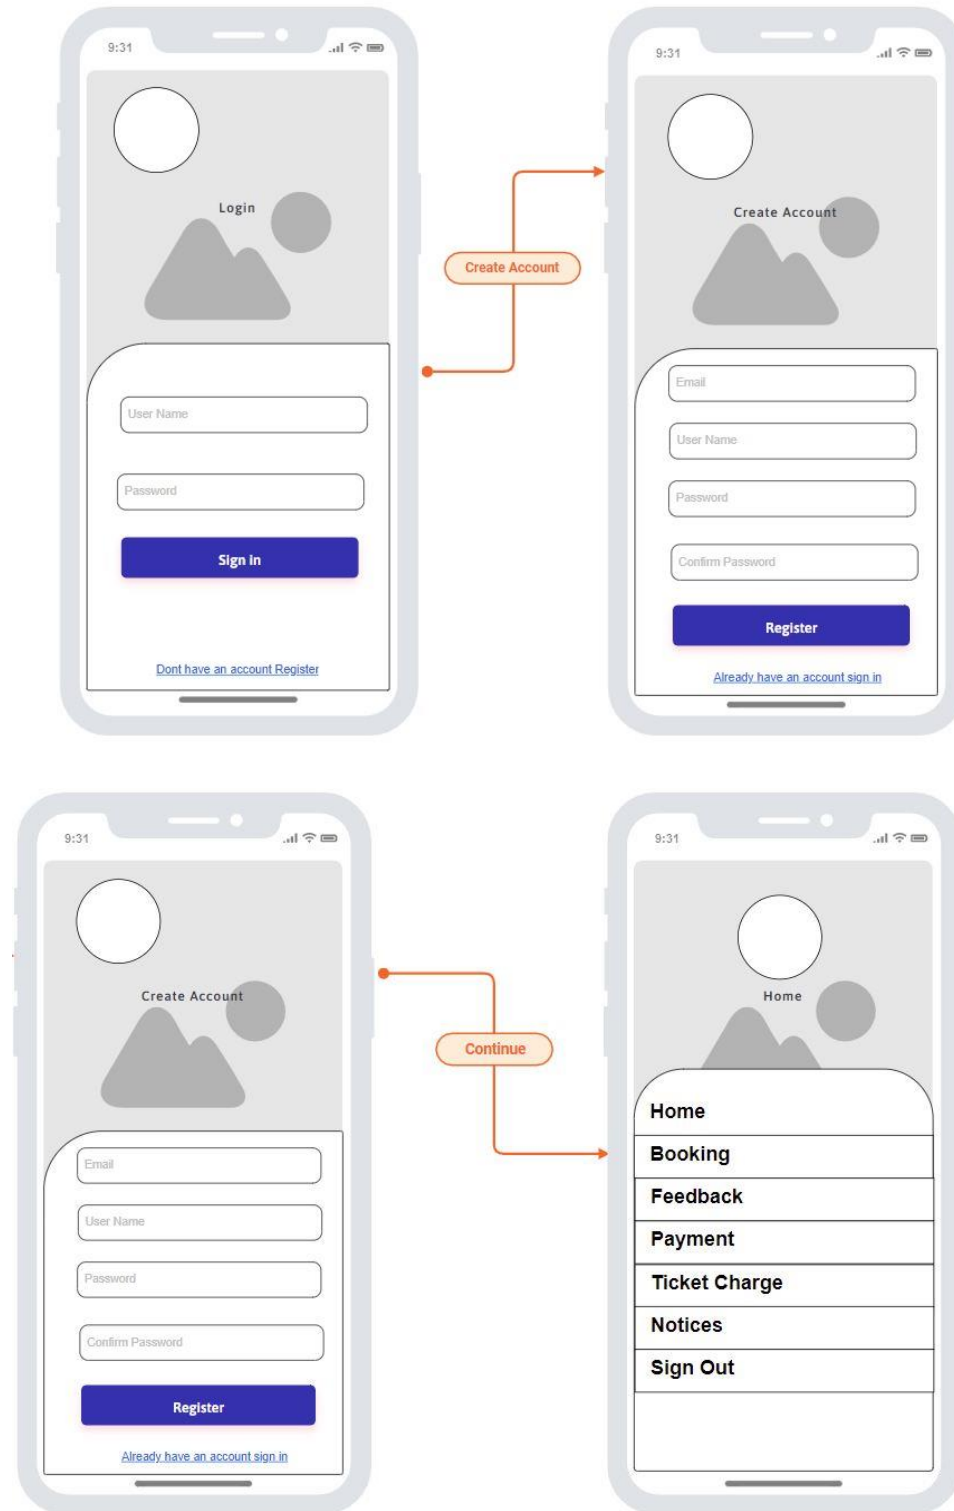 9:31
Login
User Name
Password
Sign in
Dont have an account Register
Create Account
9:31
Create Account
Email
User Name
Password
Confirm Password
Register
Already have an account sign in
9:31
Create Account
Email
User Name
Password
Confirm Password
Register
Already have an account sign in
Continue
9:31
Home
Home
Booking
Feedback
Payment
Ticket Charge
Notices
Sign Out